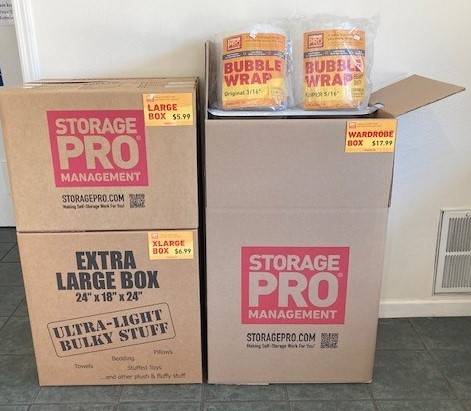 PRO
BUBBLE
WRAP
Original 3/16"
PRO
BUBBLE
WRAP
5/16"
LARGE
BOX $5.99
STORAGE
PRO
MANAGEMENT
STORAGEPRO.COM
Making Self-Storage Work For You!
WARDROBE
BOX $17.99
XLARGE
BOX $6.99
EXTRA
LARGE BOX
24" x 18" x 24"
ULTRA-LIGHT
BULKY STUFF
Bedding
Pillows
Towels
Stuffed Toys
...and other plush & fluffy stuff
STORAGE
PRO
MANAGEMENT
STORAGEPRO.COM
Making Self-Storage Work For You!